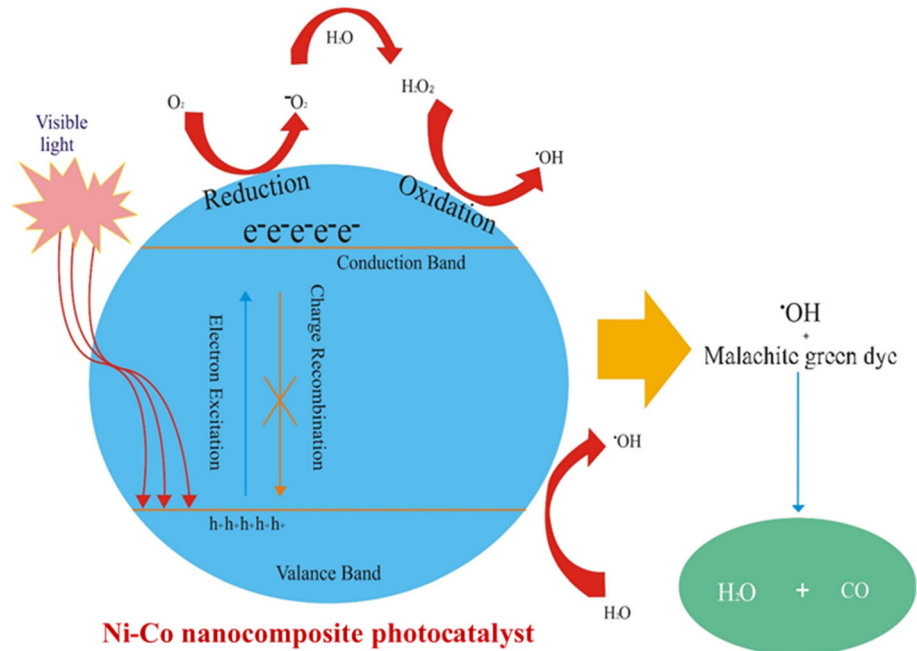 Visible
light
O₂
⁻O₂
H₂O
H₂O₂
·OH
Reduction
Oxidation
e⁻e⁻e⁻e⁻e⁻
Conduction Band
Electron Excitation
Charge Recombination
h+h+h+h+h+
Valance Band
·OH
H₂O
·OH
+
Malachite green dye
H₂O + CO
Ni-Co nanocomposite photocatalyst